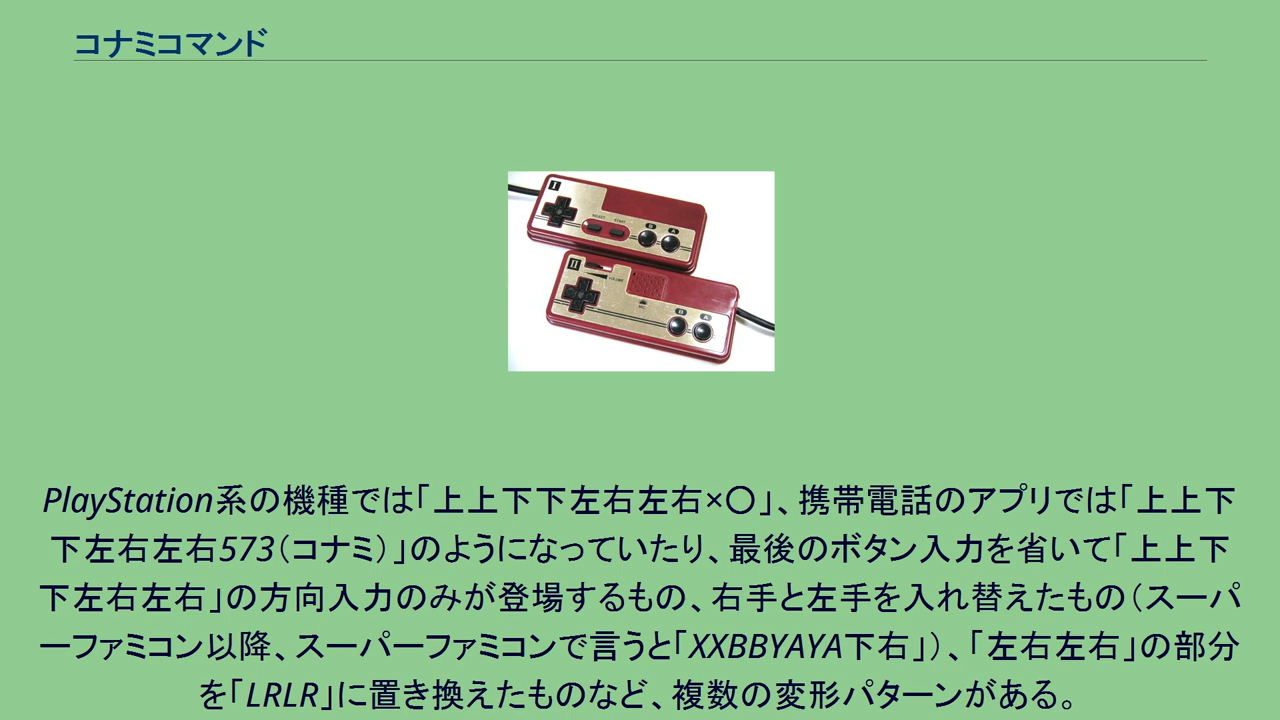 コナミコマンド
I
SELECT START
B A
II
VOLUME
MIC
B A
PlayStation系の機種では「上上下下左右左右×〇」、携帯電話のアプリでは「上上下
下左右左右573（コナミ）」のようになっていたり、最後のボタン入力を省いて「上上下
下左右左右」の方向入力のみが登場するもの、右手と左手を入れ替えたもの（スーパ
ーファミコン以降、スーパーファミコンで言うと「XXBBYAYA下右」）、「左右左右」の部分
を「LRLR」に置き換えたものなど、複数の変形パターンがある。